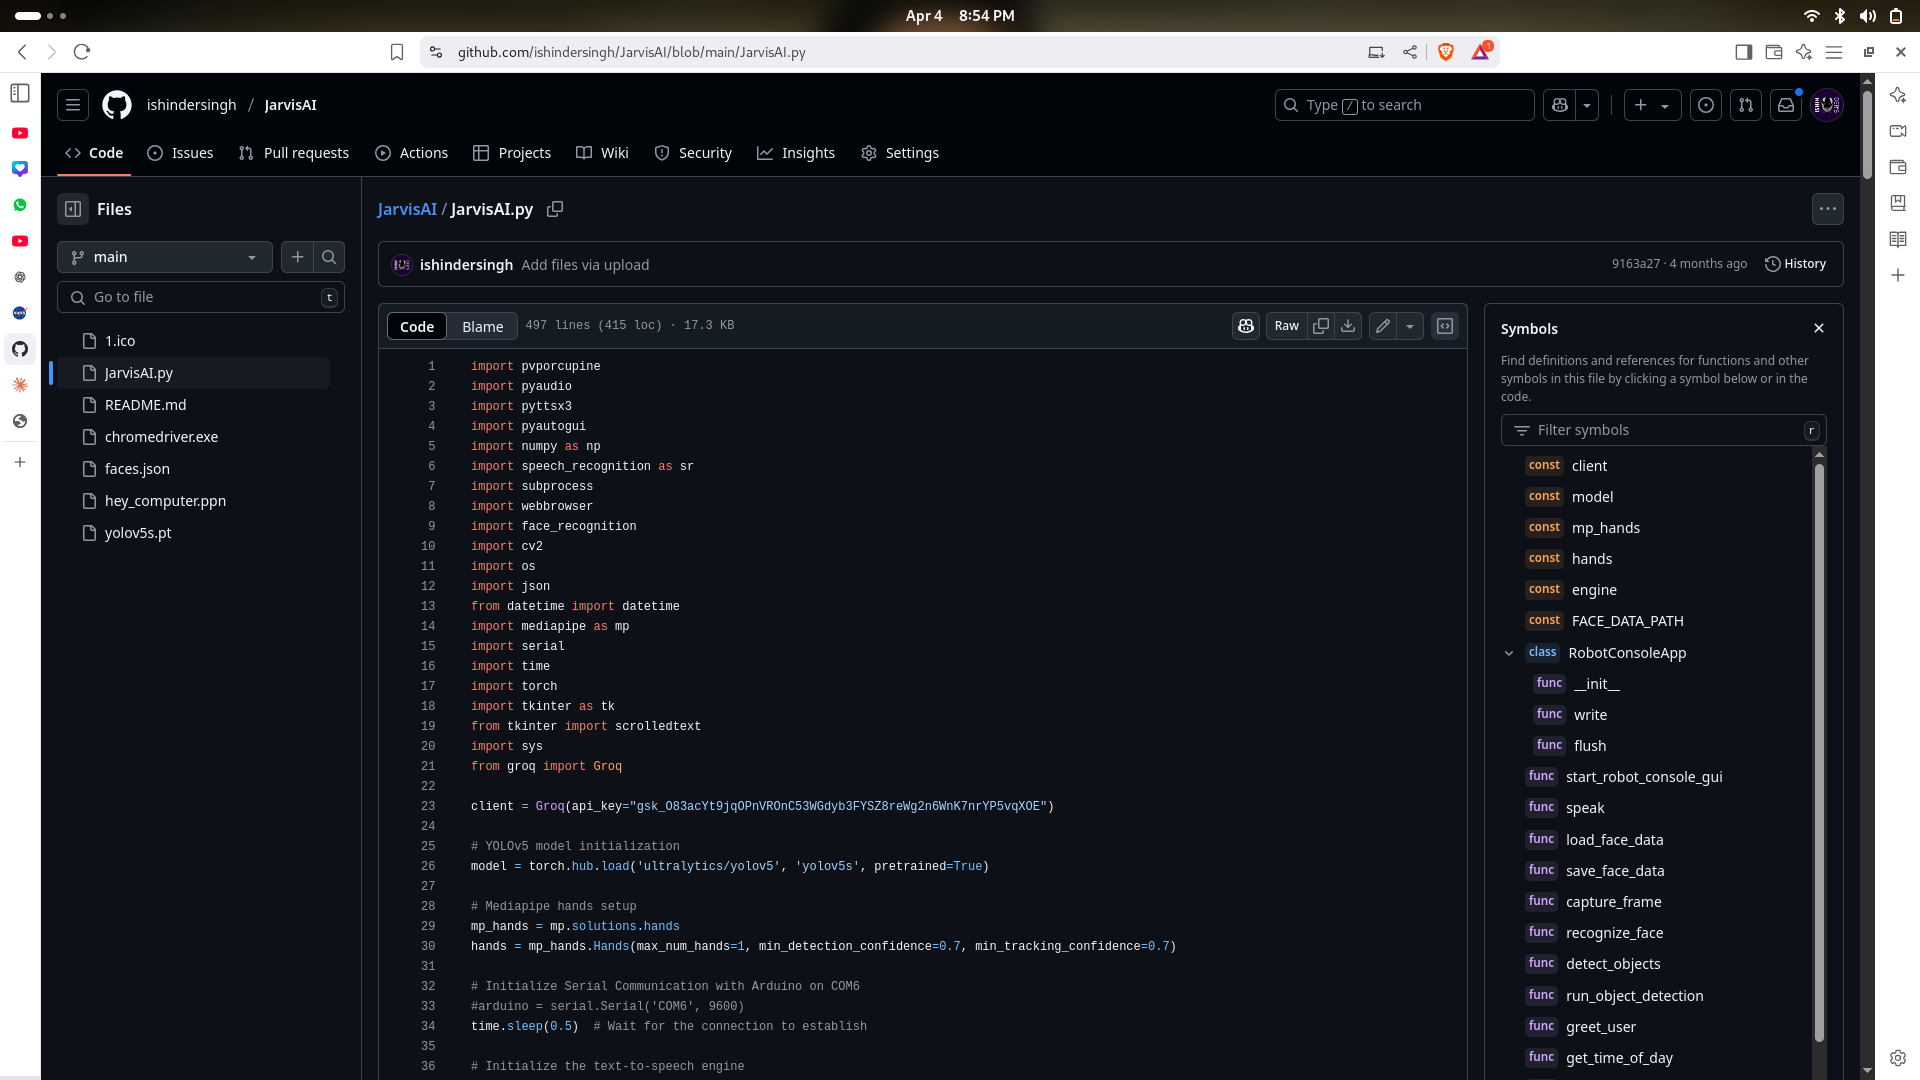 Apr 4 8:54 PM
github.com/ishindersingh/JarvisAI/blob/main/JarvisAI.py
1
ishindersingh / JarvisAI
Type / to search
Code
Issues
Pull requests
Actions
Projects
Wiki
Security
Insights
Settings
Files
main
Go to file
t
1.ico
JarvisAI.py
README.md
chromedriver.exe
faces.json
hey_computer.ppn
yolov5s.pt
JarvisAI / JarvisAI.py
ishindersingh Add files via upload
9163a27 · 4 months ago
History
Code
Blame
497 lines (415 loc) · 17.3 KB
Raw
1 import pvporcupine
2 import pyaudio
3 import pyttsx3
4 import pyautogui
5 import numpy as np
6 import speech_recognition as sr
7 import subprocess
8 import webbrowser
9 import face_recognition
10 import cv2
11 import os
12 import json
13 from datetime import datetime
14 import mediapipe as mp
15 import serial
16 import time
17 import torch
18 import tkinter as tk
19 from tkinter import scrolledtext
20 import sys
21 from groq import Groq
22
23 client = Groq(api_key="")
24
25 # YOLOv5 model initialization
26 model = torch.hub.load('ultralytics/yolov5', 'yolov5s', pretrained=True)
27
28 # Mediapipe hands setup
29 mp_hands = mp.solutions.hands
30 hands = mp_hands.Hands(max_num_hands=1, min_detection_confidence=0.7, min_tracking_confidence=0.7)
31
32 # Initialize Serial Communication with Arduino on COM6
33 #arduino = serial.Serial('COM6', 9600)
34 time.sleep(0.5)  # Wait for the connection to establish
35
36 # Initialize the text-to-speech engine
Symbols
Find definitions and references for functions and other
symbols in this file by clicking a symbol below or in the
code.
Filter symbols
r
const client
const model
const mp_hands
const hands
const engine
const FACE_DATA_PATH
class RobotConsoleApp
func __init__
func write
func flush
func start_robot_console_gui
func speak
func load_face_data
func save_face_data
func capture_frame
func recognize_face
func detect_objects
func run_object_detection
func greet_user
func get_time_of_day